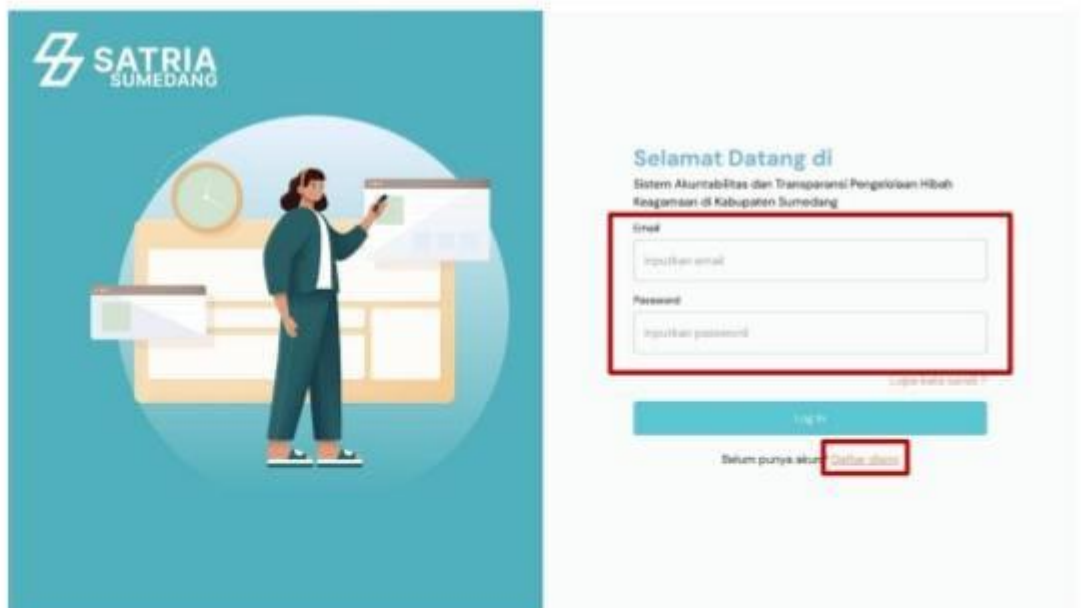 SATRIA
SUMEDANG
Selamat Datang di
Sistem Akuntabilitas dan Transparansi Pengelolaan Hibah
Keagamaan di Kabupaten Sumedang
Email
Inputkan email
Password
Inputkan password
Lupa kata sandi ?
Log In
Belum punya akun? Daftar disini